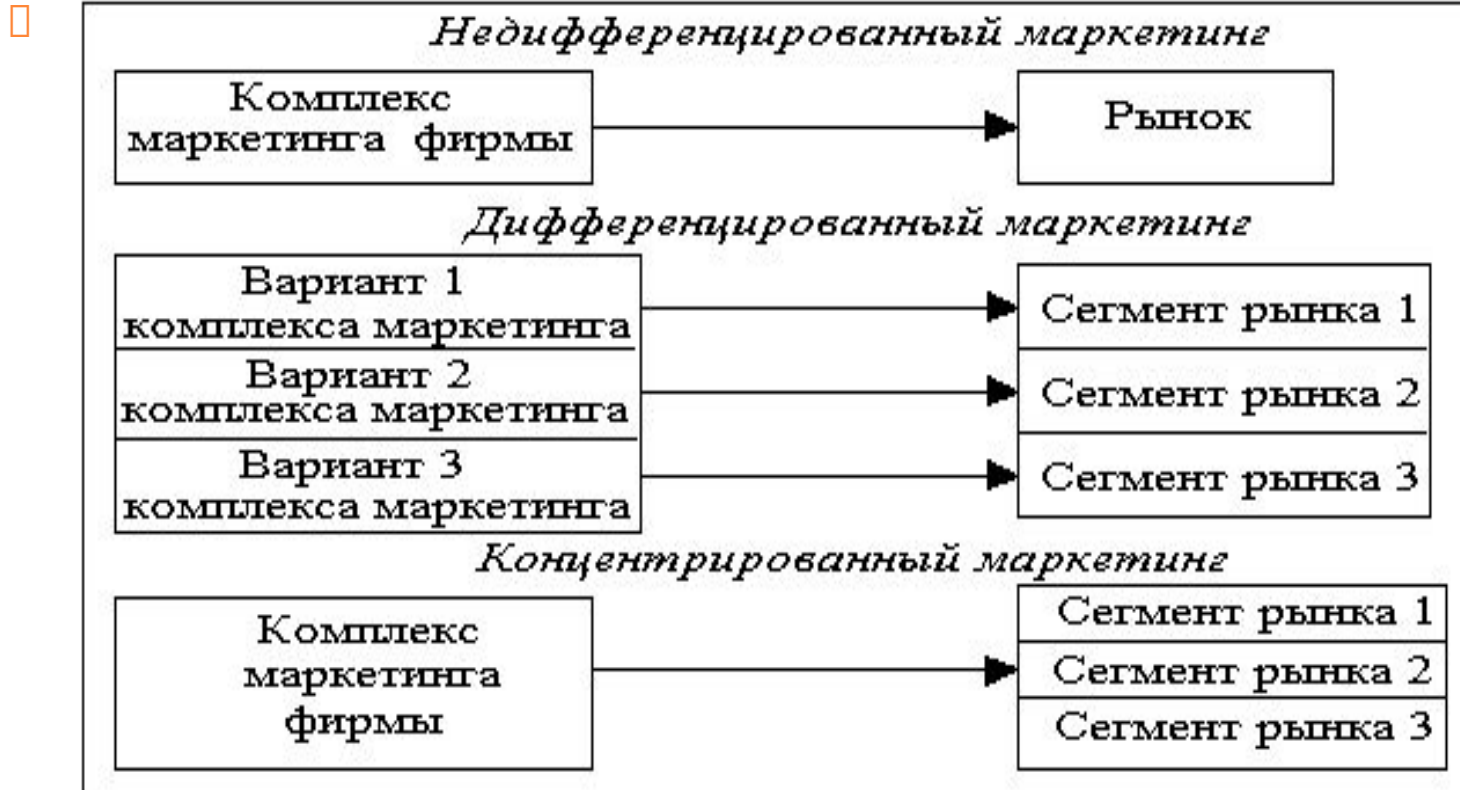 Недифференцированный маркетинг
Комплекс
маркетинга фирмы
Рынок
Дифференцированный маркетинг
Вариант 1
комплекса маркетинга
Сегмент рынка 1
Вариант 2
комплекса маркетинга
Сегмент рынка 2
Вариант 3
комплекса маркетинга
Сегмент рынка 3
Концентрированный маркетинг
Комплекс
маркетинга
фирмы
Сегмент рынка 1
Сегмент рынка 2
Сегмент рынка 3